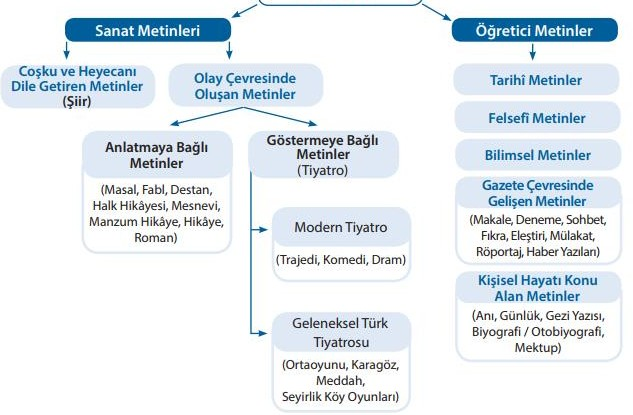 Sanat Metinleri
Coşku ve Heyecanı
Dile Getiren Metinler
(Şiir)
Olay Çevresinde
Oluşan Metinler
Anlatmaya Bağlı
Metinler
(Masal, Fabl, Destan,
Halk Hikâyesi, Mesnevi,
Manzum Hikâye, Hikâye,
Roman)
Göstermeye Bağlı
Metinler
(Tiyatro)
Modern Tiyatro
(Trajedi, Komedi, Dram)
Geleneksel Türk
Tiyatrosu
(Ortaoyunu, Karagöz,
Meddah,
Seyirlik Köy Oyunları)
Öğretici Metinler
Tarihî Metinler
Felsefi Metinler
Bilimsel Metinler
Gazete Çevresinde
Gelişen Metinler
(Makale, Deneme, Sohbet,
Fıkra, Eleştiri, Mülakat,
Röportaj, Haber Yazıları)
Kişisel Hayatı Konu
Alan Metinler
(Anı, Günlük, Gezi Yazısı,
Biyografi / Otobiyografi,
Mektup)